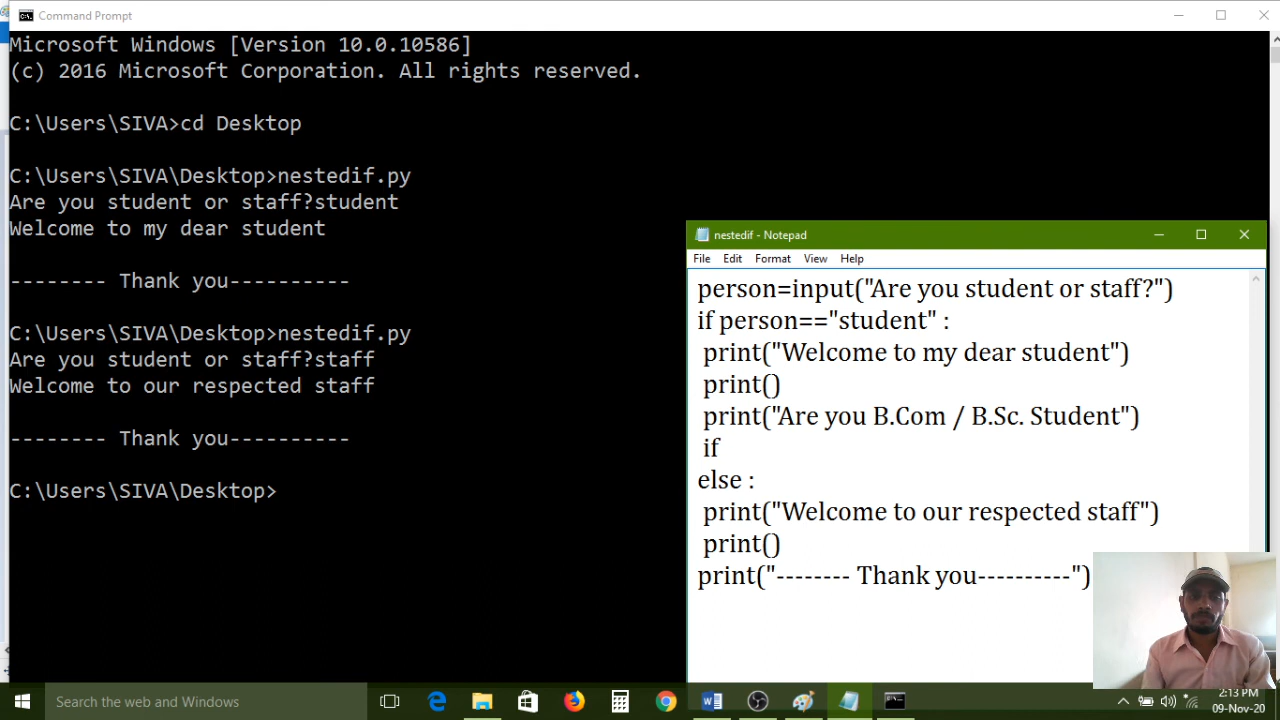 Command Prompt
Microsoft Windows [Version 10.0.10586]
(c) 2016 Microsoft Corporation. All rights reserved.
C:\Users\SIVA>cd Desktop
C:\Users\SIVA\Desktop>nestedif.py
Are you student or staff?student
Welcome to my dear student
-------- Thank you----------
C:\Users\SIVA\Desktop>nestedif.py
Are you student or staff?staff
Welcome to our respected staff
-------- Thank you----------
C:\Users\SIVA\Desktop>
nestedif - Notepad
File Edit Format View Help
person=input("Are you student or staff?")
if person=="student" :
print("Welcome to my dear student")
print()
print("Are you B.Com / B.Sc. Student")
if
else :
print("Welcome to our respected staff")
print()
print("-------- Thank you----------")
Search the web and Windows
2:13 PM
09-Nov-20